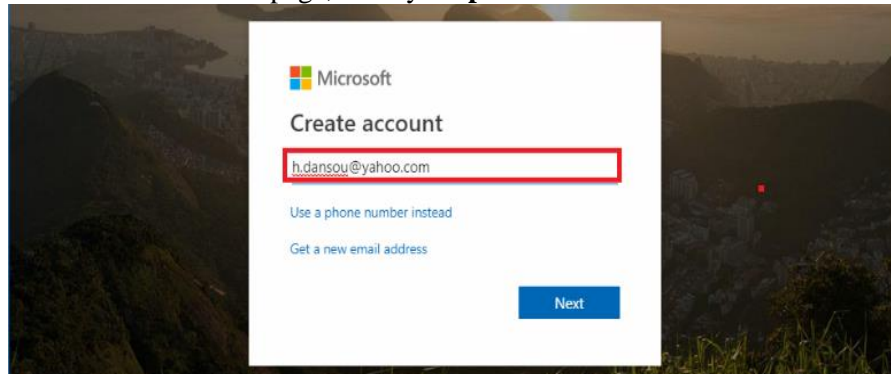 Microsoft
Create account
h.dansou@yahoo.com
Use a phone number instead
Get a new email address
Next